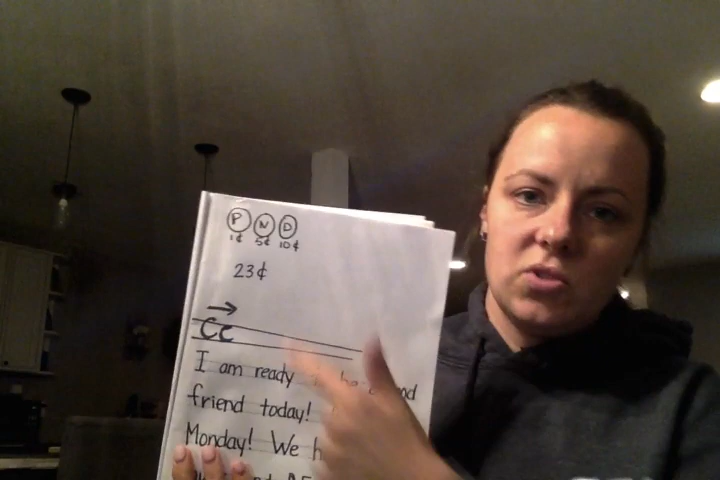 P N D
1¢ 5¢ 10¢
23¢
Cc
I am ready
friend today!
Monday! We